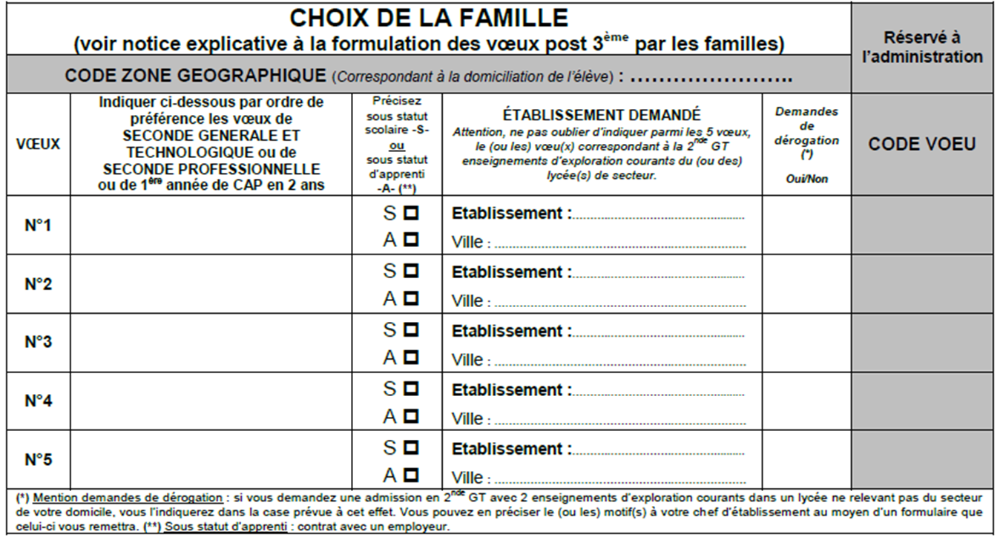 CHOIX DE LA FAMILLE
(voir notice explicative à la formulation des vœux post 3ème par les familles)
Réservé à
l'administration
CODE ZONE GEOGRAPHIQUE (Correspondant à la domiciliation de l'élève) : ........................
VŒUX
Indiquer ci-dessous par ordre de
préférence les vœux de
SECONDE GENERALE ET
TECHNOLOGIQUE ou de
SECONDE PROFESSIONNELLE
ou de 1ère année de CAP en 2 ans
Précisez
sous statut
scolaire -S-
ou
sous statut
d'apprenti
-A- (**)
ÉTABLISSEMENT DEMANDÉ
Attention, ne pas oublier d'indiquer parmi les 5 vœux,
le (ou les) vœu(x) correspondant à la 2nde GT
enseignements d'exploration courants du (ou des)
lycée(s) de secteur.
Demandes
de
dérogation
(*)
Oui/Non
CODE VOEU
N°1
S
A
Etablissement :.................................................
Ville : .................................................
N°2
S
A
Etablissement :.................................................
Ville : .................................................
N°3
S
A
Etablissement :.................................................
Ville : .................................................
N°4
S
A
Etablissement :.................................................
Ville : .................................................
N°5
S
A
Etablissement :.................................................
Ville : .................................................
(*) Mention demandes de dérogation : si vous demandez une admission en 2nde GT avec 2 enseignements d'exploration courants dans un lycée ne relevant pas du secteur
de votre domicile, vous l'indiquerez dans la case prévue à cet effet. Vous pouvez en préciser le (ou les) motif(s) à votre chef d'établissement au moyen d'un formulaire que
celui-ci vous remettra. (**) Sous statut d'apprenti : contrat avec un employeur.